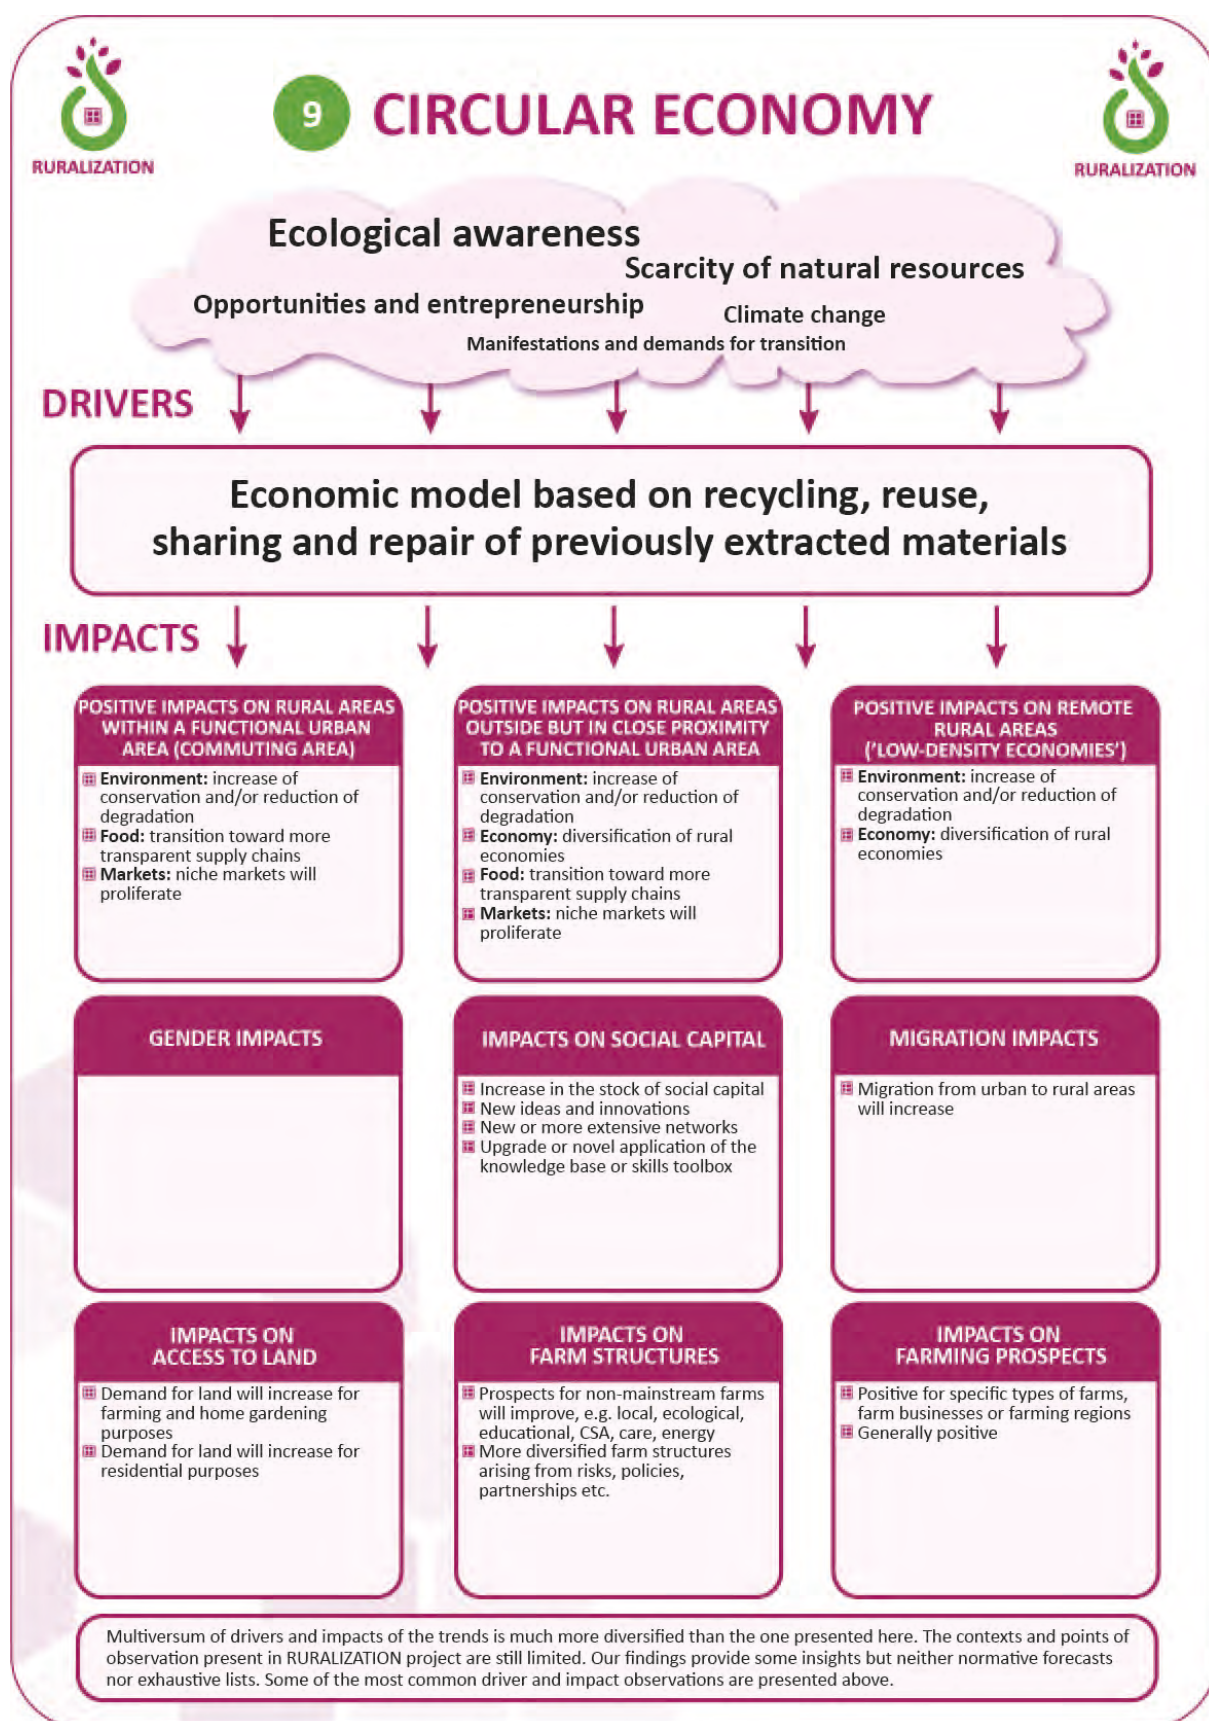 RURALIZATION
9 CIRCULAR ECONOMY
RURALIZATION
Ecological awareness
Scarcity of natural resources
Opportunities and entrepreneurship
Climate change
Manifestations and demands for transition
DRIVERS
Economic model based on recycling, reuse,
sharing and repair of previously extracted materials
IMPACTS
POSITIVE IMPACTS ON RURAL AREAS
WITHIN A FUNCTIONAL URBAN
AREA (COMMUTING AREA)
Environment: increase of
conservation and/or reduction of
degradation
Food: transition toward more
transparent supply chains
Markets: niche markets will
proliferate
POSITIVE IMPACTS ON RURAL AREAS
OUTSIDE BUT IN CLOSE PROXIMITY
TO A FUNCTIONAL URBAN AREA
Environment: increase of
conservation and/or reduction of
degradation
Economy: diversification of rural
economies
Food: transition toward more
transparent supply chains
Markets: niche markets will
proliferate
POSITIVE IMPACTS ON REMOTE
RURAL AREAS
('LOW-DENSITY ECONOMIES')
Environment: increase of
conservation and/or reduction of
degradation
Economy: diversification of rural
economies
GENDER IMPACTS
IMPACTS ON SOCIAL CAPITAL
Increase in the stock of social capital
New ideas and innovations
New or more extensive networks
Upgrade or novel application of the
knowledge base or skills toolbox
MIGRATION IMPACTS
Migration from urban to rural areas
will increase
IMPACTS ON
ACCESS TO LAND
Demand for land will increase for
farming and home gardening
purposes
Demand for land will increase for
residential purposes
IMPACTS ON
FARM STRUCTURES
Prospects for non-mainstream farms
will improve, e.g. local, ecological,
educational, CSA, care, energy
More diversified farm structures
arising from risks, policies,
partnerships etc.
IMPACTS ON
FARMING PROSPECTS
Positive for specific types of farms,
farm businesses or farming regions
Generally positive
Multiversum of drivers and impacts of the trends is much more diversified than the one presented here. The contexts and points of
observation present in RURALIZATION project are still limited. Our findings provide some insights but neither normative forecasts
nor exhaustive lists. Some of the most common driver and impact observations are presented above.